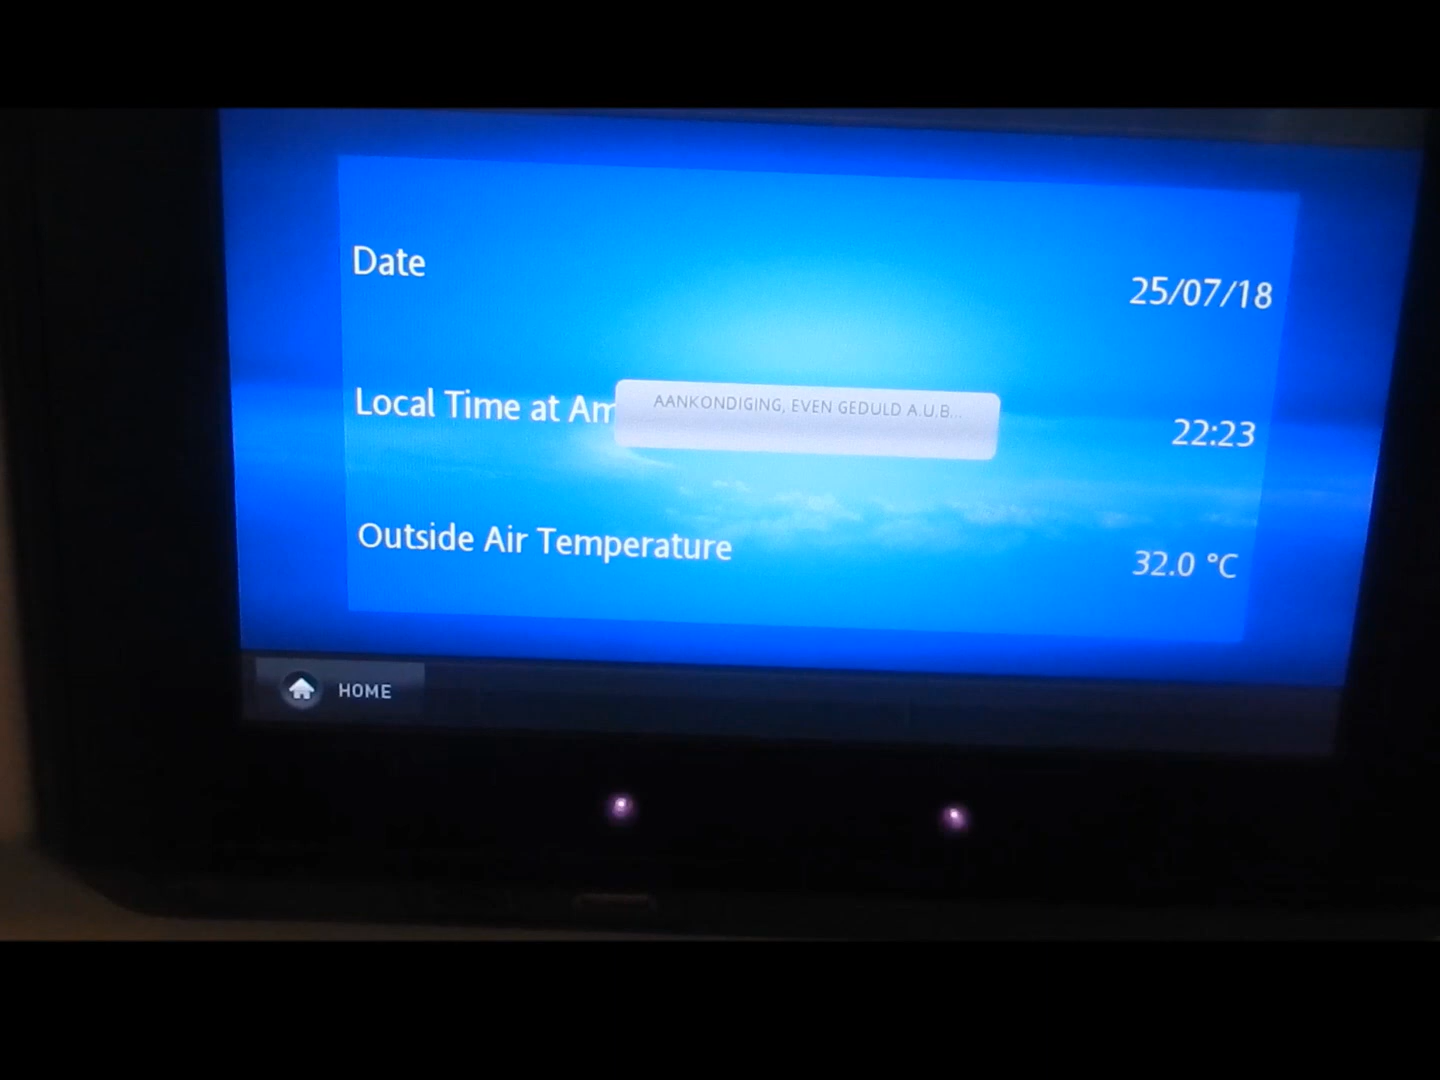 Date
25/07/18
Local Time at Am
AANKONDIGING, EVEN GEDULD A.U.B...
22:23
Outside Air Temperature
32.0 °C
HOME